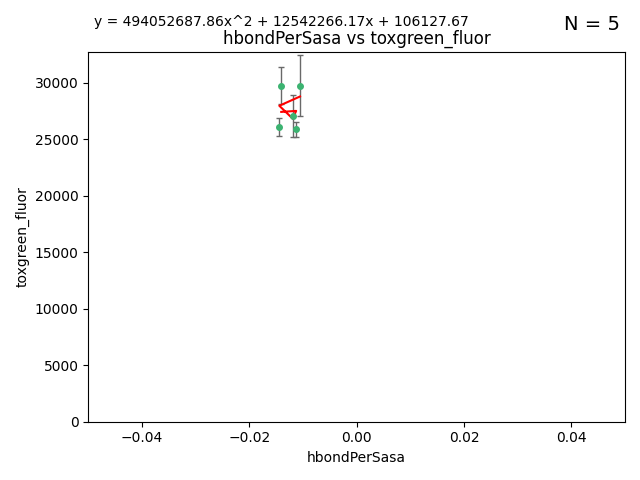 y = 494052687.86x^2 + 12542266.17x + 106127.67
N = 5
hbondPerSasa vs toxgreen_fluor
toxgreen_fluor
30000
25000
20000
15000
10000
5000
0
−0.04 −0.02 0.00 0.02 0.04
hbondPerSasa